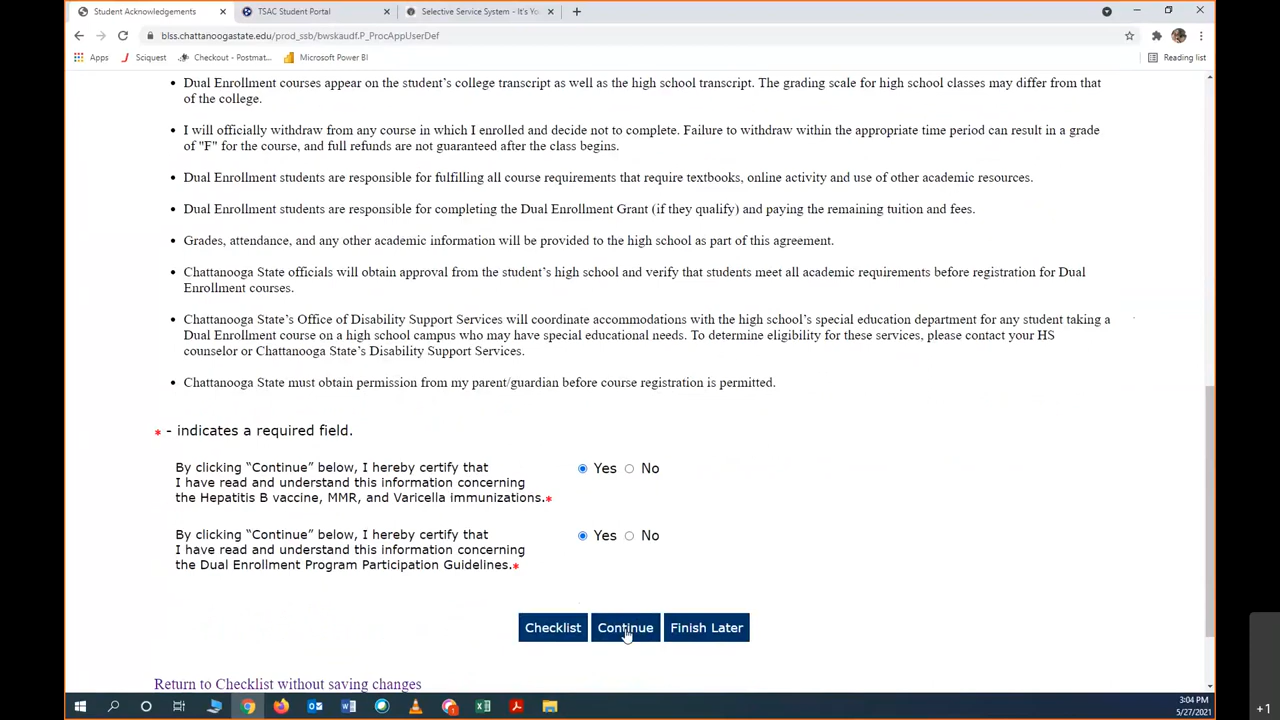 Student Acknowledgements
TSAC Student Portal
Selective Service System - It's Yo
blss.chattanoogastate.edu/prod_ssb/bwskaudf.P_ProcAppUserDef
Apps
Sciquest
Checkout - Postmat...
Microsoft Power BI
Reading list
• Dual Enrollment courses appear on the student's college transcript as well as the high school transcript. The grading scale for high school classes may differ from that
of the college.
• I will officially withdraw from any course in which I enrolled and decide not to complete. Failure to withdraw within the appropriate time period can result in a grade
of "F" for the course, and full refunds are not guaranteed after the class begins.
• Dual Enrollment students are responsible for fulfilling all course requirements that require textbooks, online activity and use of other academic resources.
• Dual Enrollment students are responsible for completing the Dual Enrollment Grant (if they qualify) and paying the remaining tuition and fees.
• Grades, attendance, and any other academic information will be provided to the high school as part of this agreement.
• Chattanooga State officials will obtain approval from the student's high school and verify that students meet all academic requirements before registration for Dual
Enrollment courses.
• Chattanooga State's Office of Disability Support Services will coordinate accommodations with the high school's special education department for any student taking a
Dual Enrollment course on a high school campus who may have special educational needs. To determine eligibility for these services, please contact your HS
counselor or Chattanooga State's Disability Support Services.
• Chattanooga State must obtain permission from my parent/guardian before course registration is permitted.
* - indicates a required field.
By clicking “Continue” below, I hereby certify that
I have read and understand this information concerning
the Hepatitis B vaccine, MMR, and Varicella immunizations.*
Yes No
By clicking “Continue” below, I hereby certify that
I have read and understand this information concerning
the Dual Enrollment Program Participation Guidelines.*
Yes No
Checklist Continue Finish Later
Return to Checklist without saving changes
3:04 PM
5/27/2021
+1